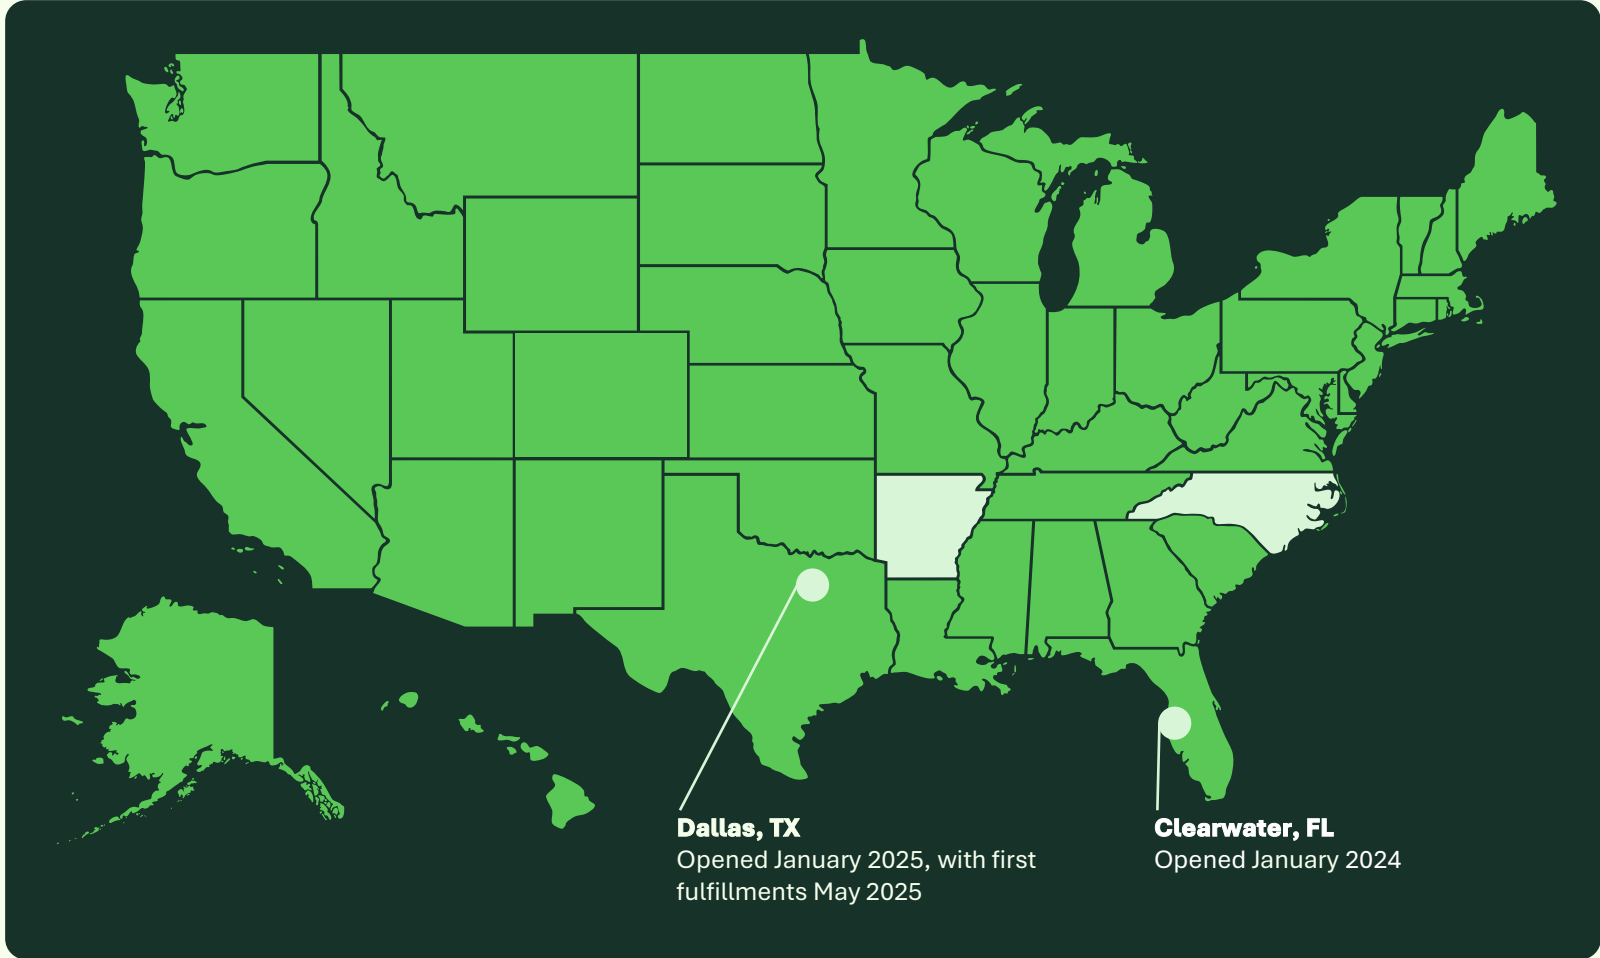 Dallas, TX
Opened January 2025, with first
fulfillments May 2025
Clearwater, FL
Opened January 2024